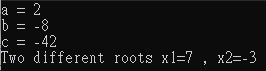 a = 2
b = -8
c = -42
Two different roots x1=7 , x2=-3